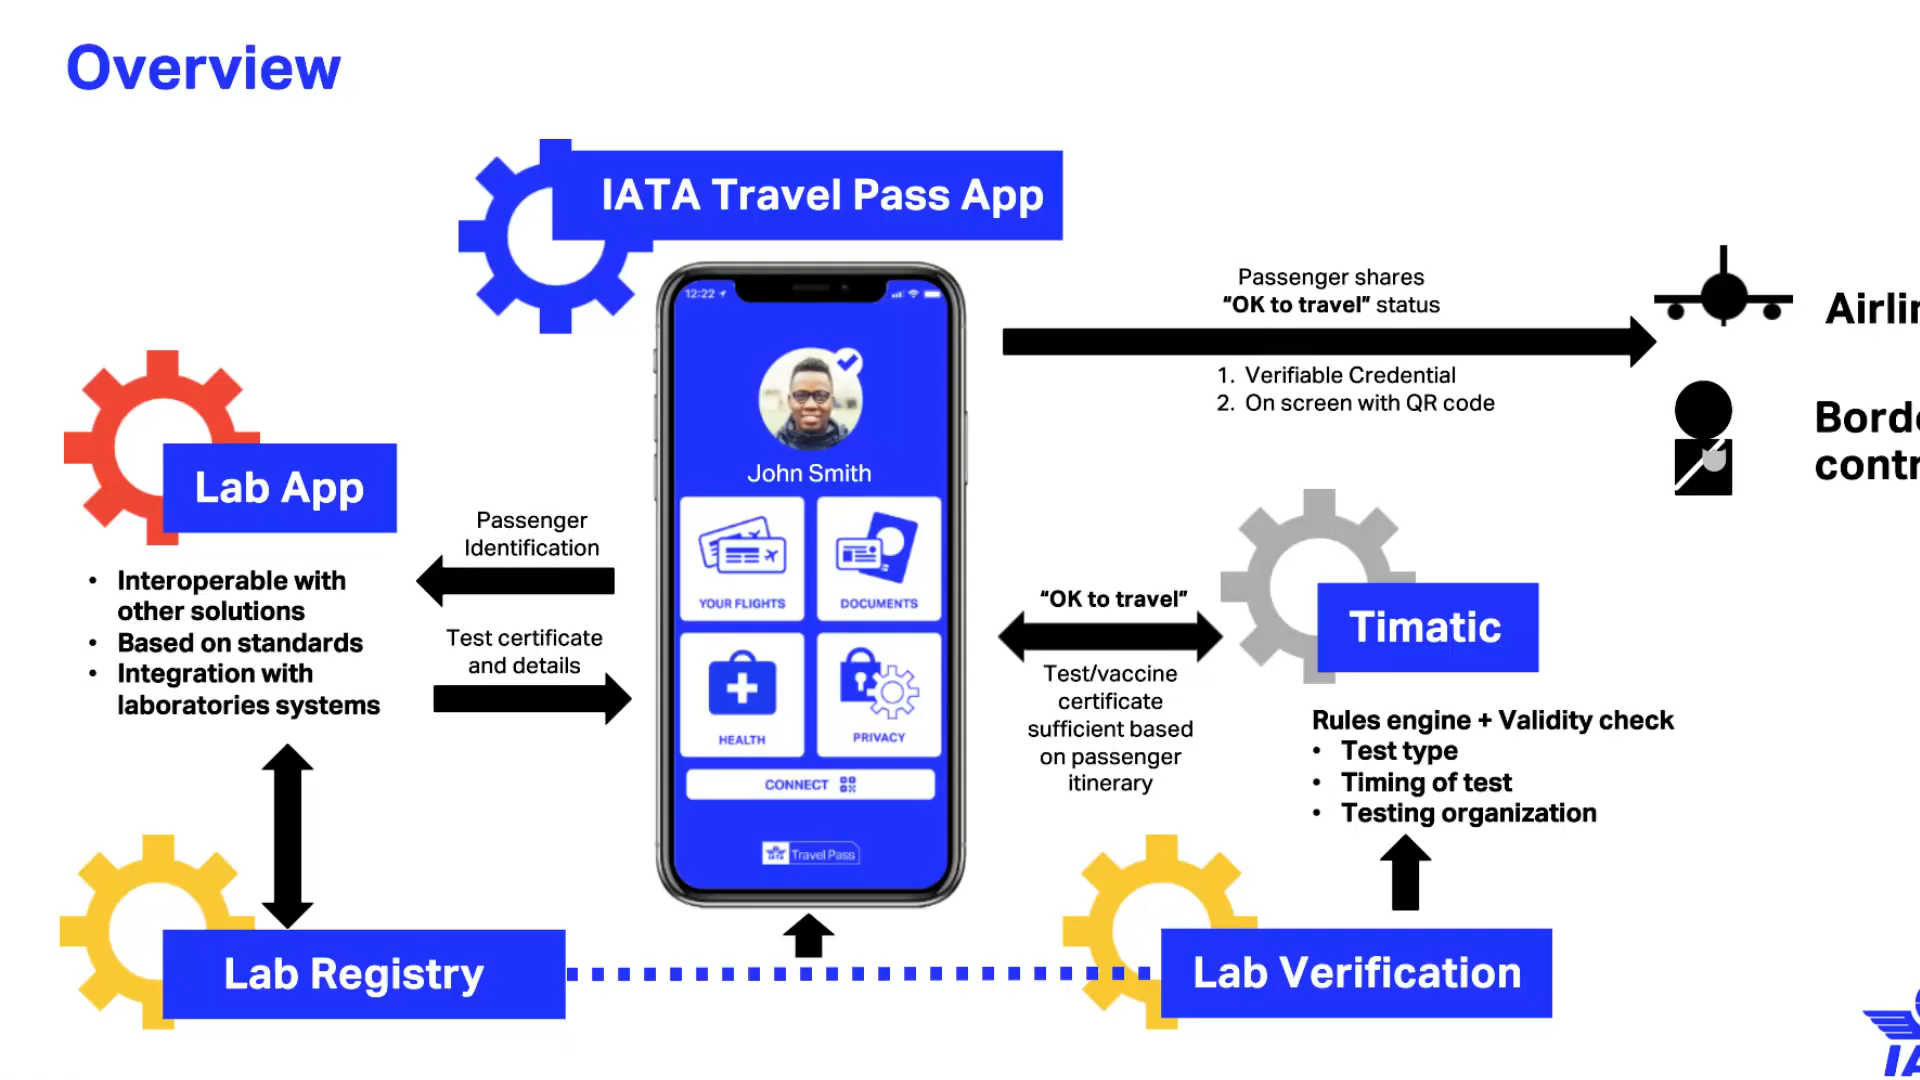 Overview
IATA Travel Pass App
12:22
Passenger shares
“OK to travel” status
1. Verifiable Credential
2. On screen with QR code
John Smith
YOUR FLIGHTS
DOCUMENTS
HEALTH
PRIVACY
CONNECT
IATA Travel Pass
Lab App
• Interoperable with
other solutions
• Based on standards
• Integration with
laboratories systems
Passenger
Identification
Test certificate
and details
“OK to travel”
Test/vaccine
certificate
sufficient based
on passenger
itinerary
Timatic
Rules engine + Validity check
• Test type
• Timing of test
• Testing organization
Lab Registry
Lab Verification